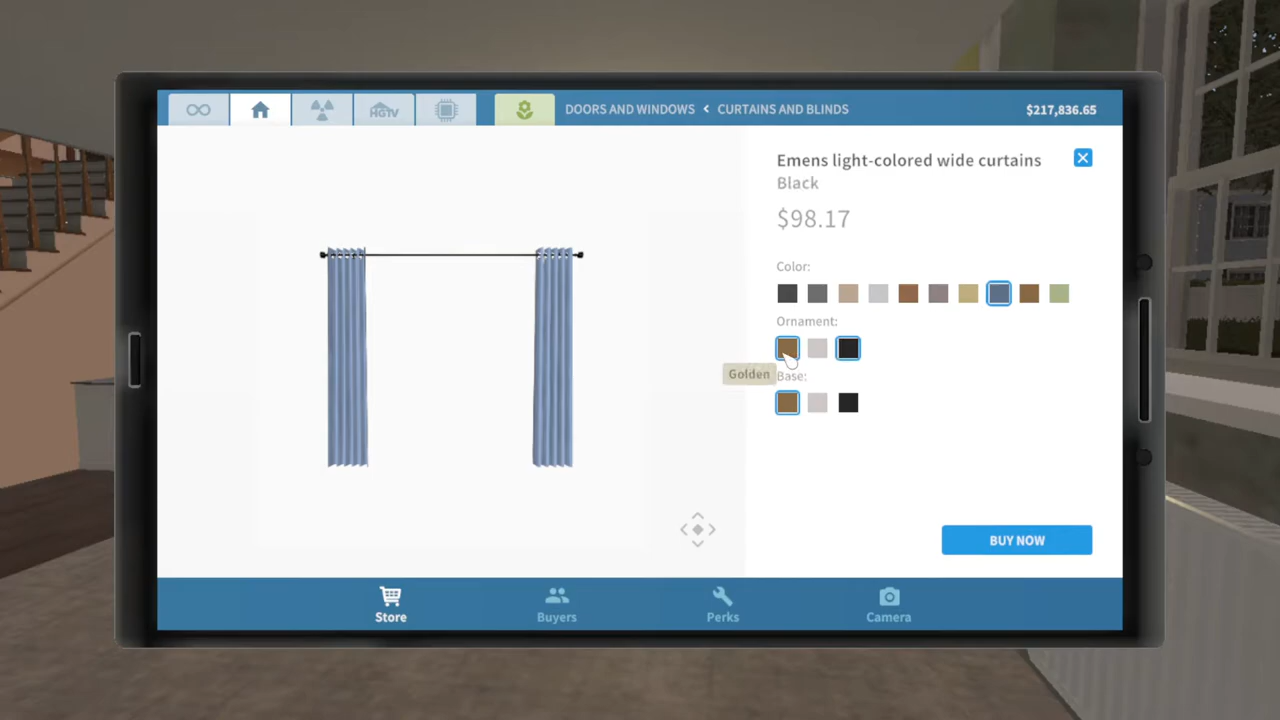 HGTV
DOORS AND WINDOWS < CURTAINS AND BLINDS
$217,836.65
Emens light-colored wide curtains
Black
$98.17
Color:
Ornament:
Golden
Base:
BUY NOW
Store
Buyers
Perks
Camera